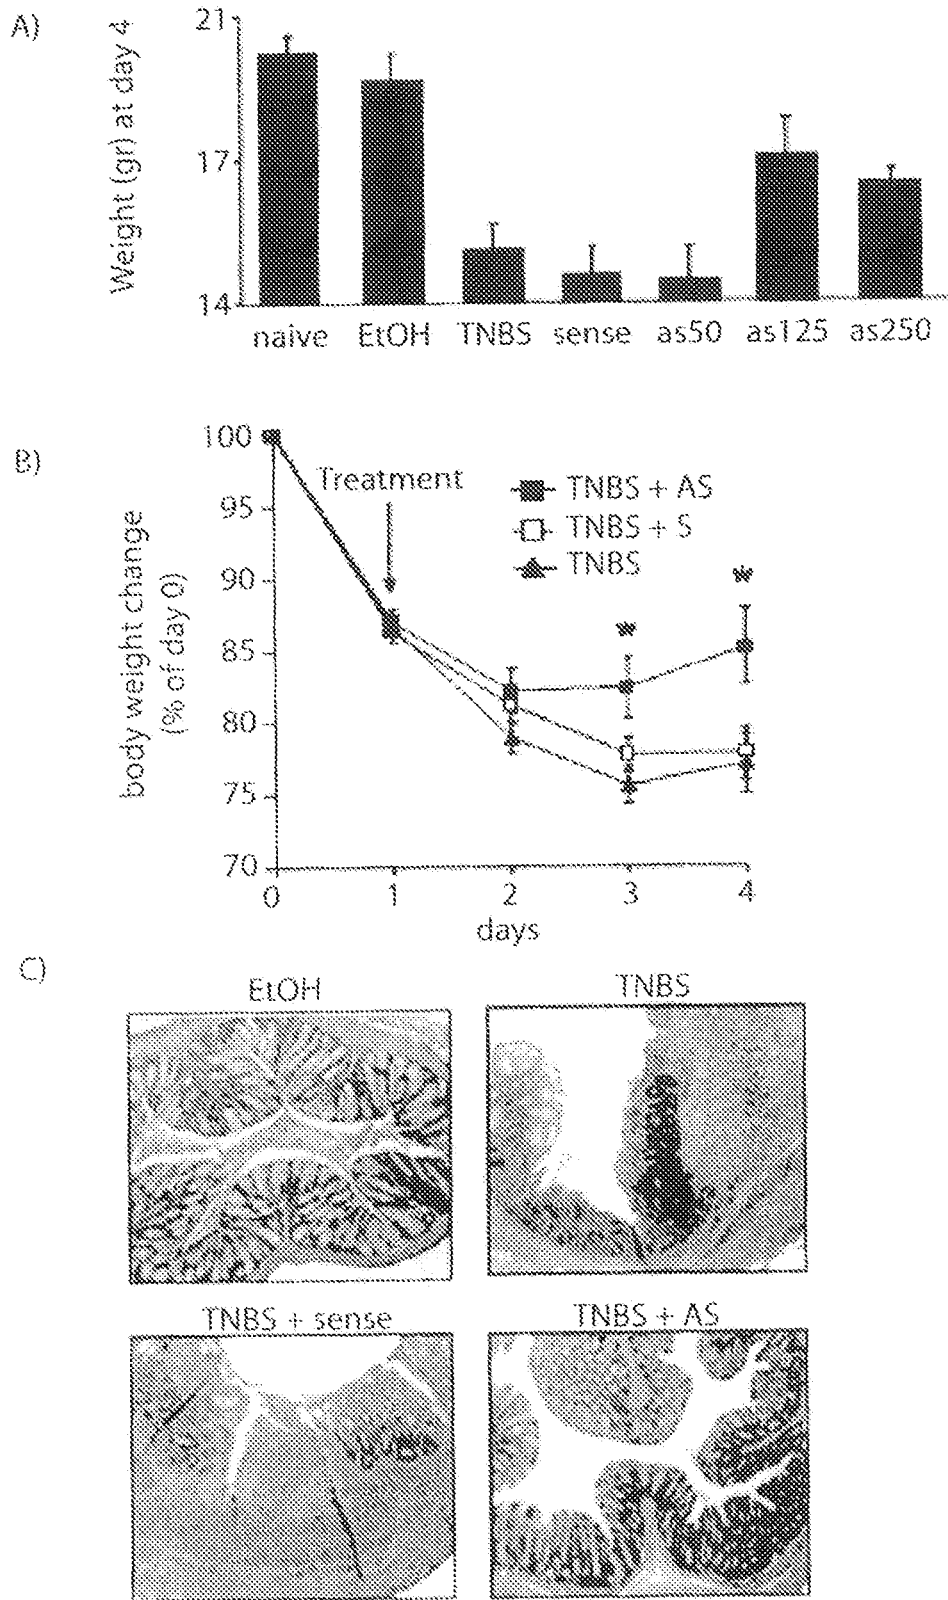 A)
Weight (gr) at day 4
21
17
14
naive EtOH TNBS sense as50 as125 as250
B)
body weight change
(% of day 0)
100
95
90
85
80
75
70
Treatment
TNBS + AS
TNBS + S
TNBS
*
*
0 1 2 3 4
days
C)
EtOH TNBS
TNBS + sense TNBS + AS